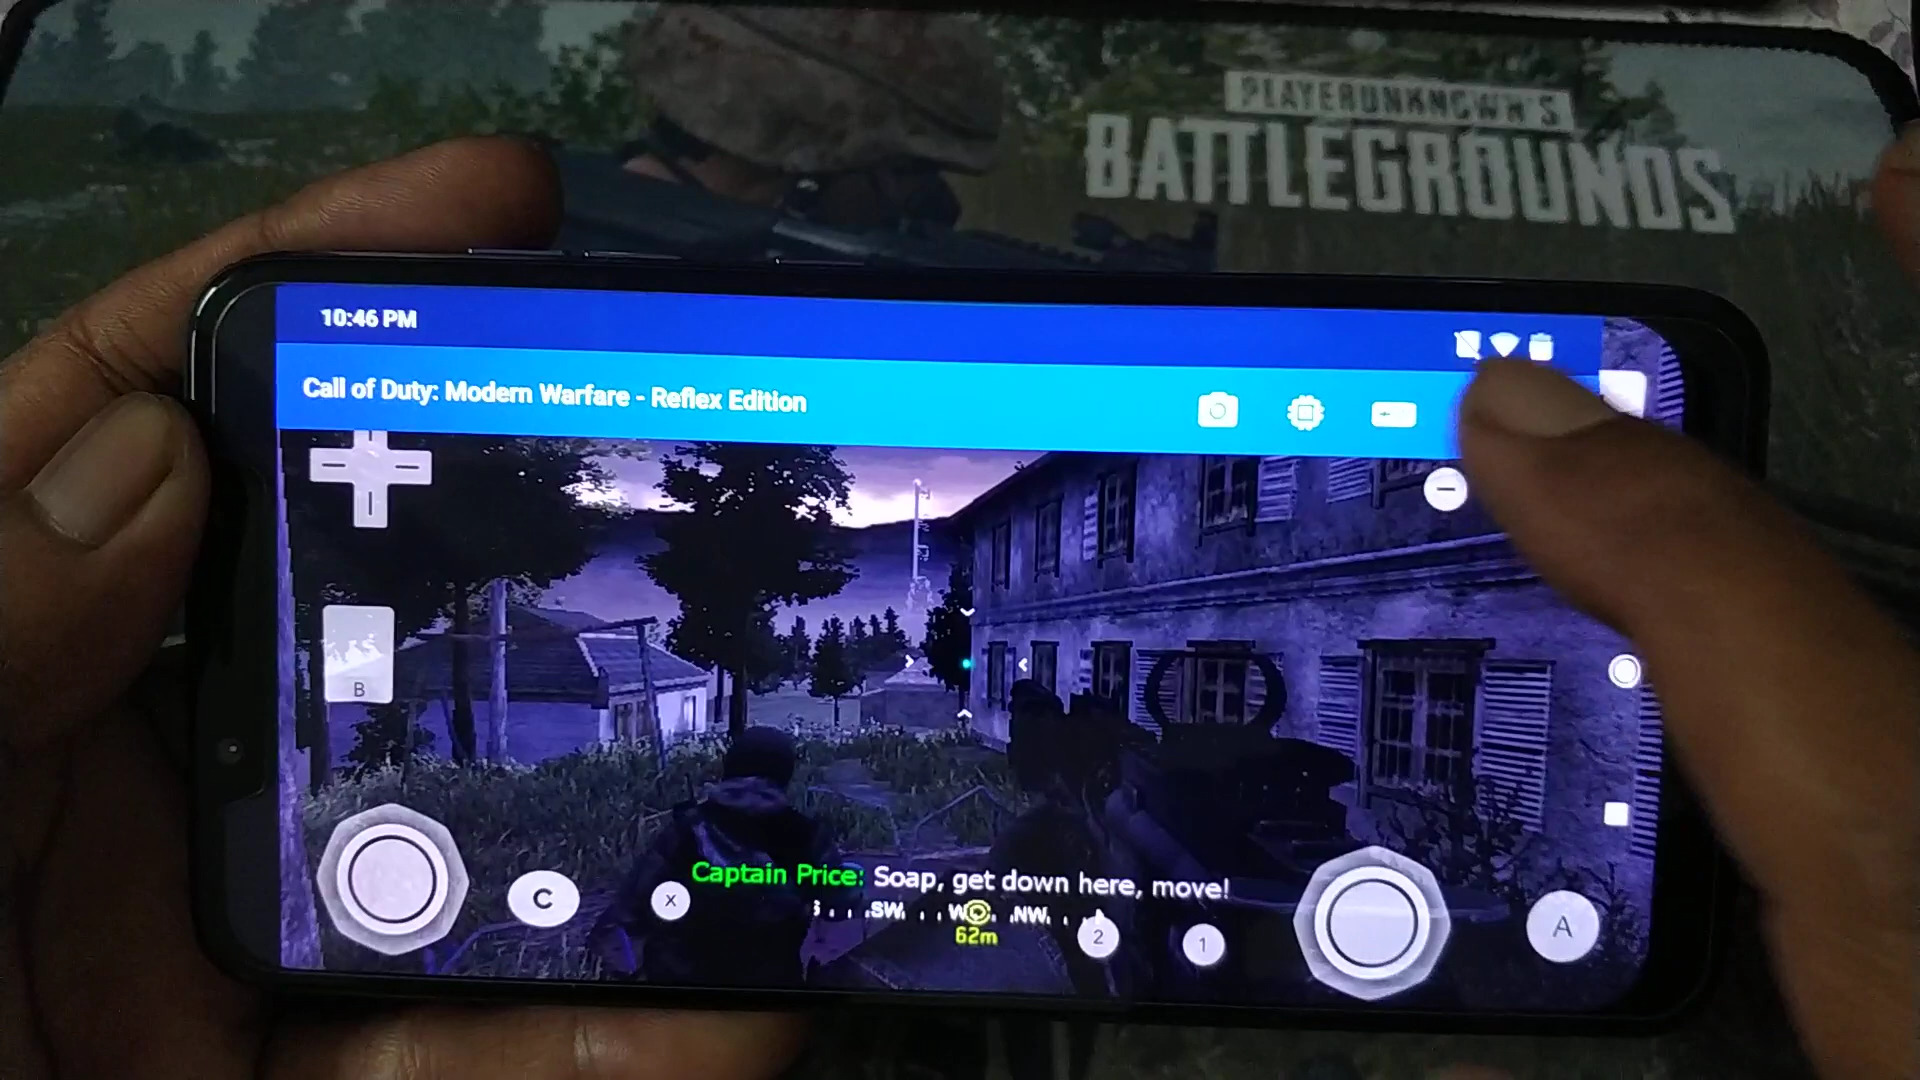 PLAYERUNKNOWN'S
BATTLEGROUNDS
10:46 PM
Call of Duty: Modern Warfare - Reflex Edition
B
Captain Price: Soap, get down here, move!
C
X
SW. . . W . .NW. .
62m
2
1
A